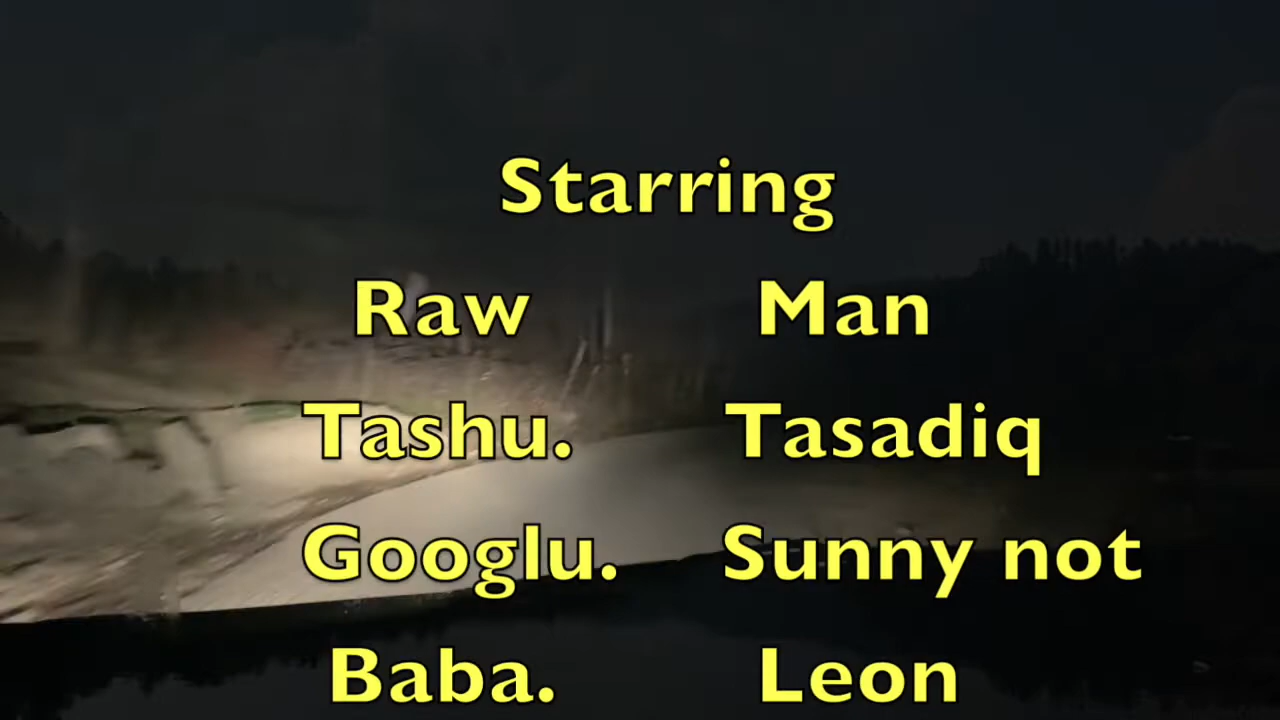 Starring
Raw Man
Tashu. Tasadiq
Googlu. Sunny not
Baba. Leon